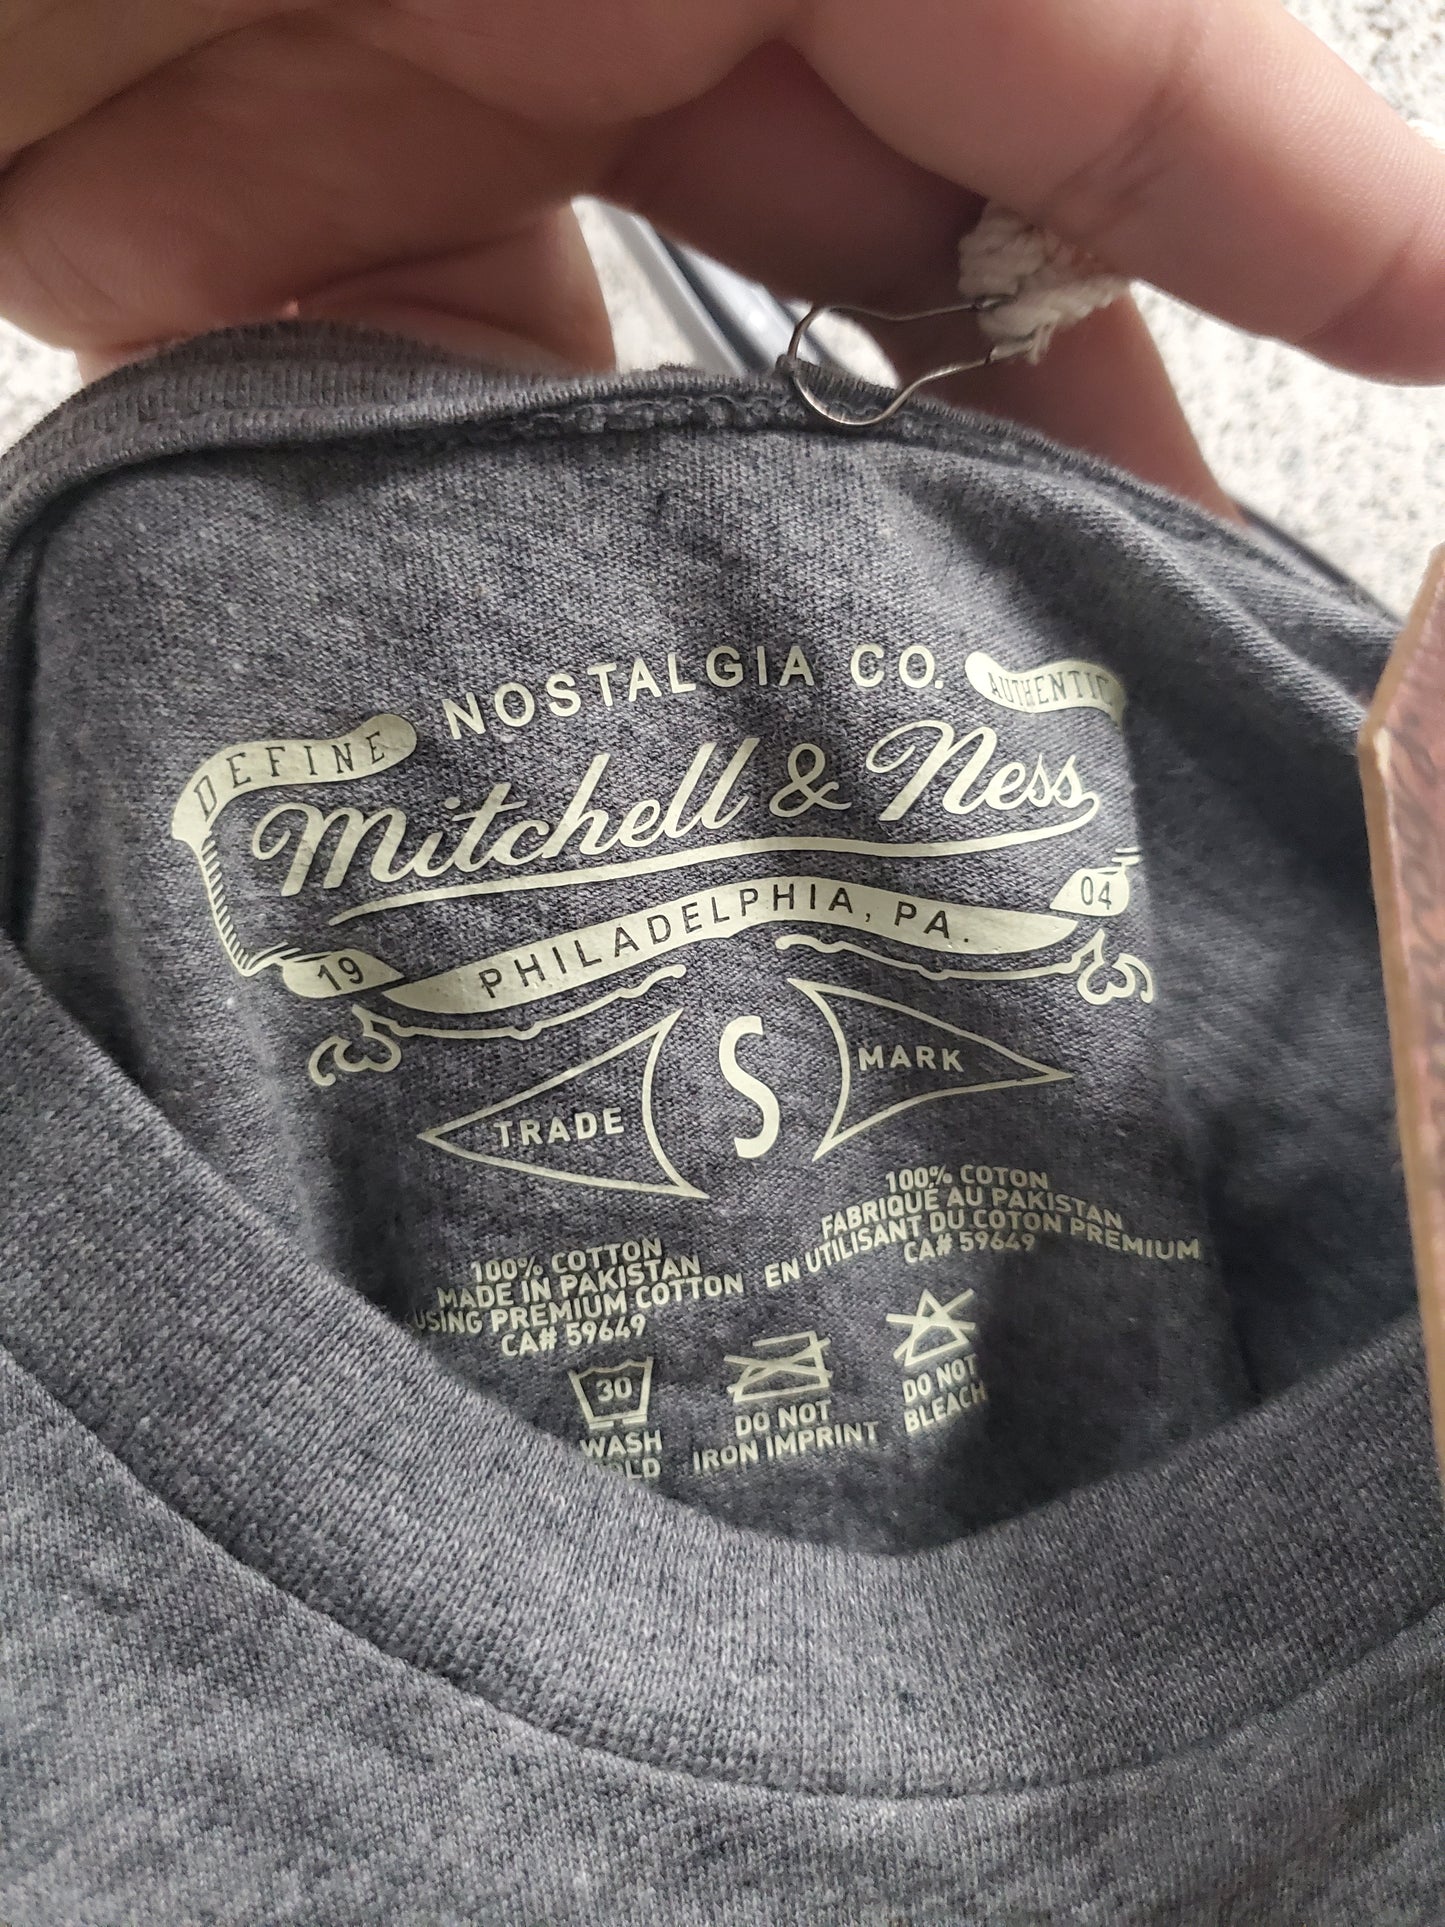 NOSTALGIA CO.
DEFINE
AUTHENTIC
Mitchell & Ness
PHILADELPHIA, PA.
19
04
TRADE
S
MARK
100% COTTON
MADE IN PAKISTAN
USING PREMIUM COTTON
CA# 59649
100% COTON
FABRIQUÉ AU PAKISTAN
EN UTILISANT DU COTON PREMIUM
CA# 59649
30
WASH
DO NOT
IRON IMPRINT
DO NOT
BLEACH